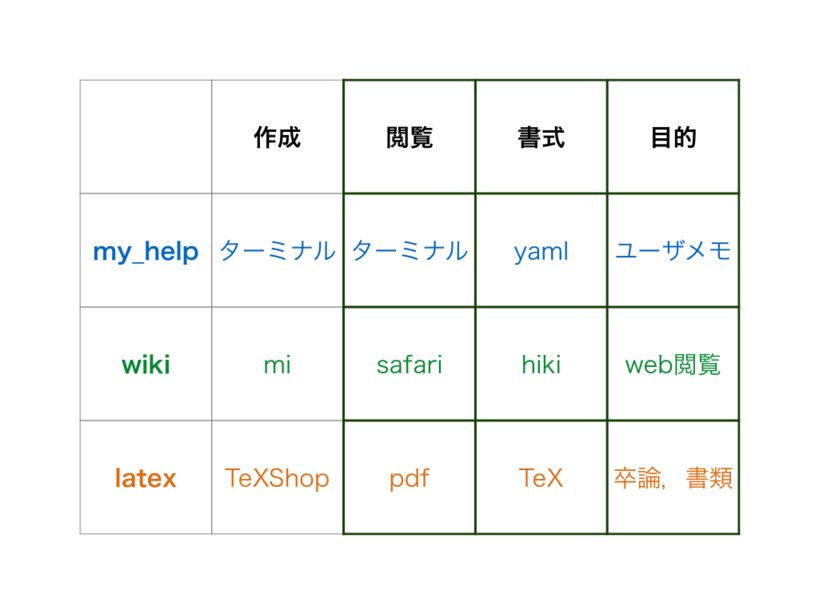 作成 閲覧 書式 目的
my_help ターミナル ターミナル yaml ユーザメモ
wiki mi safari hiki web閲覧
latex TeXShop pdf TeX 卒論，書類